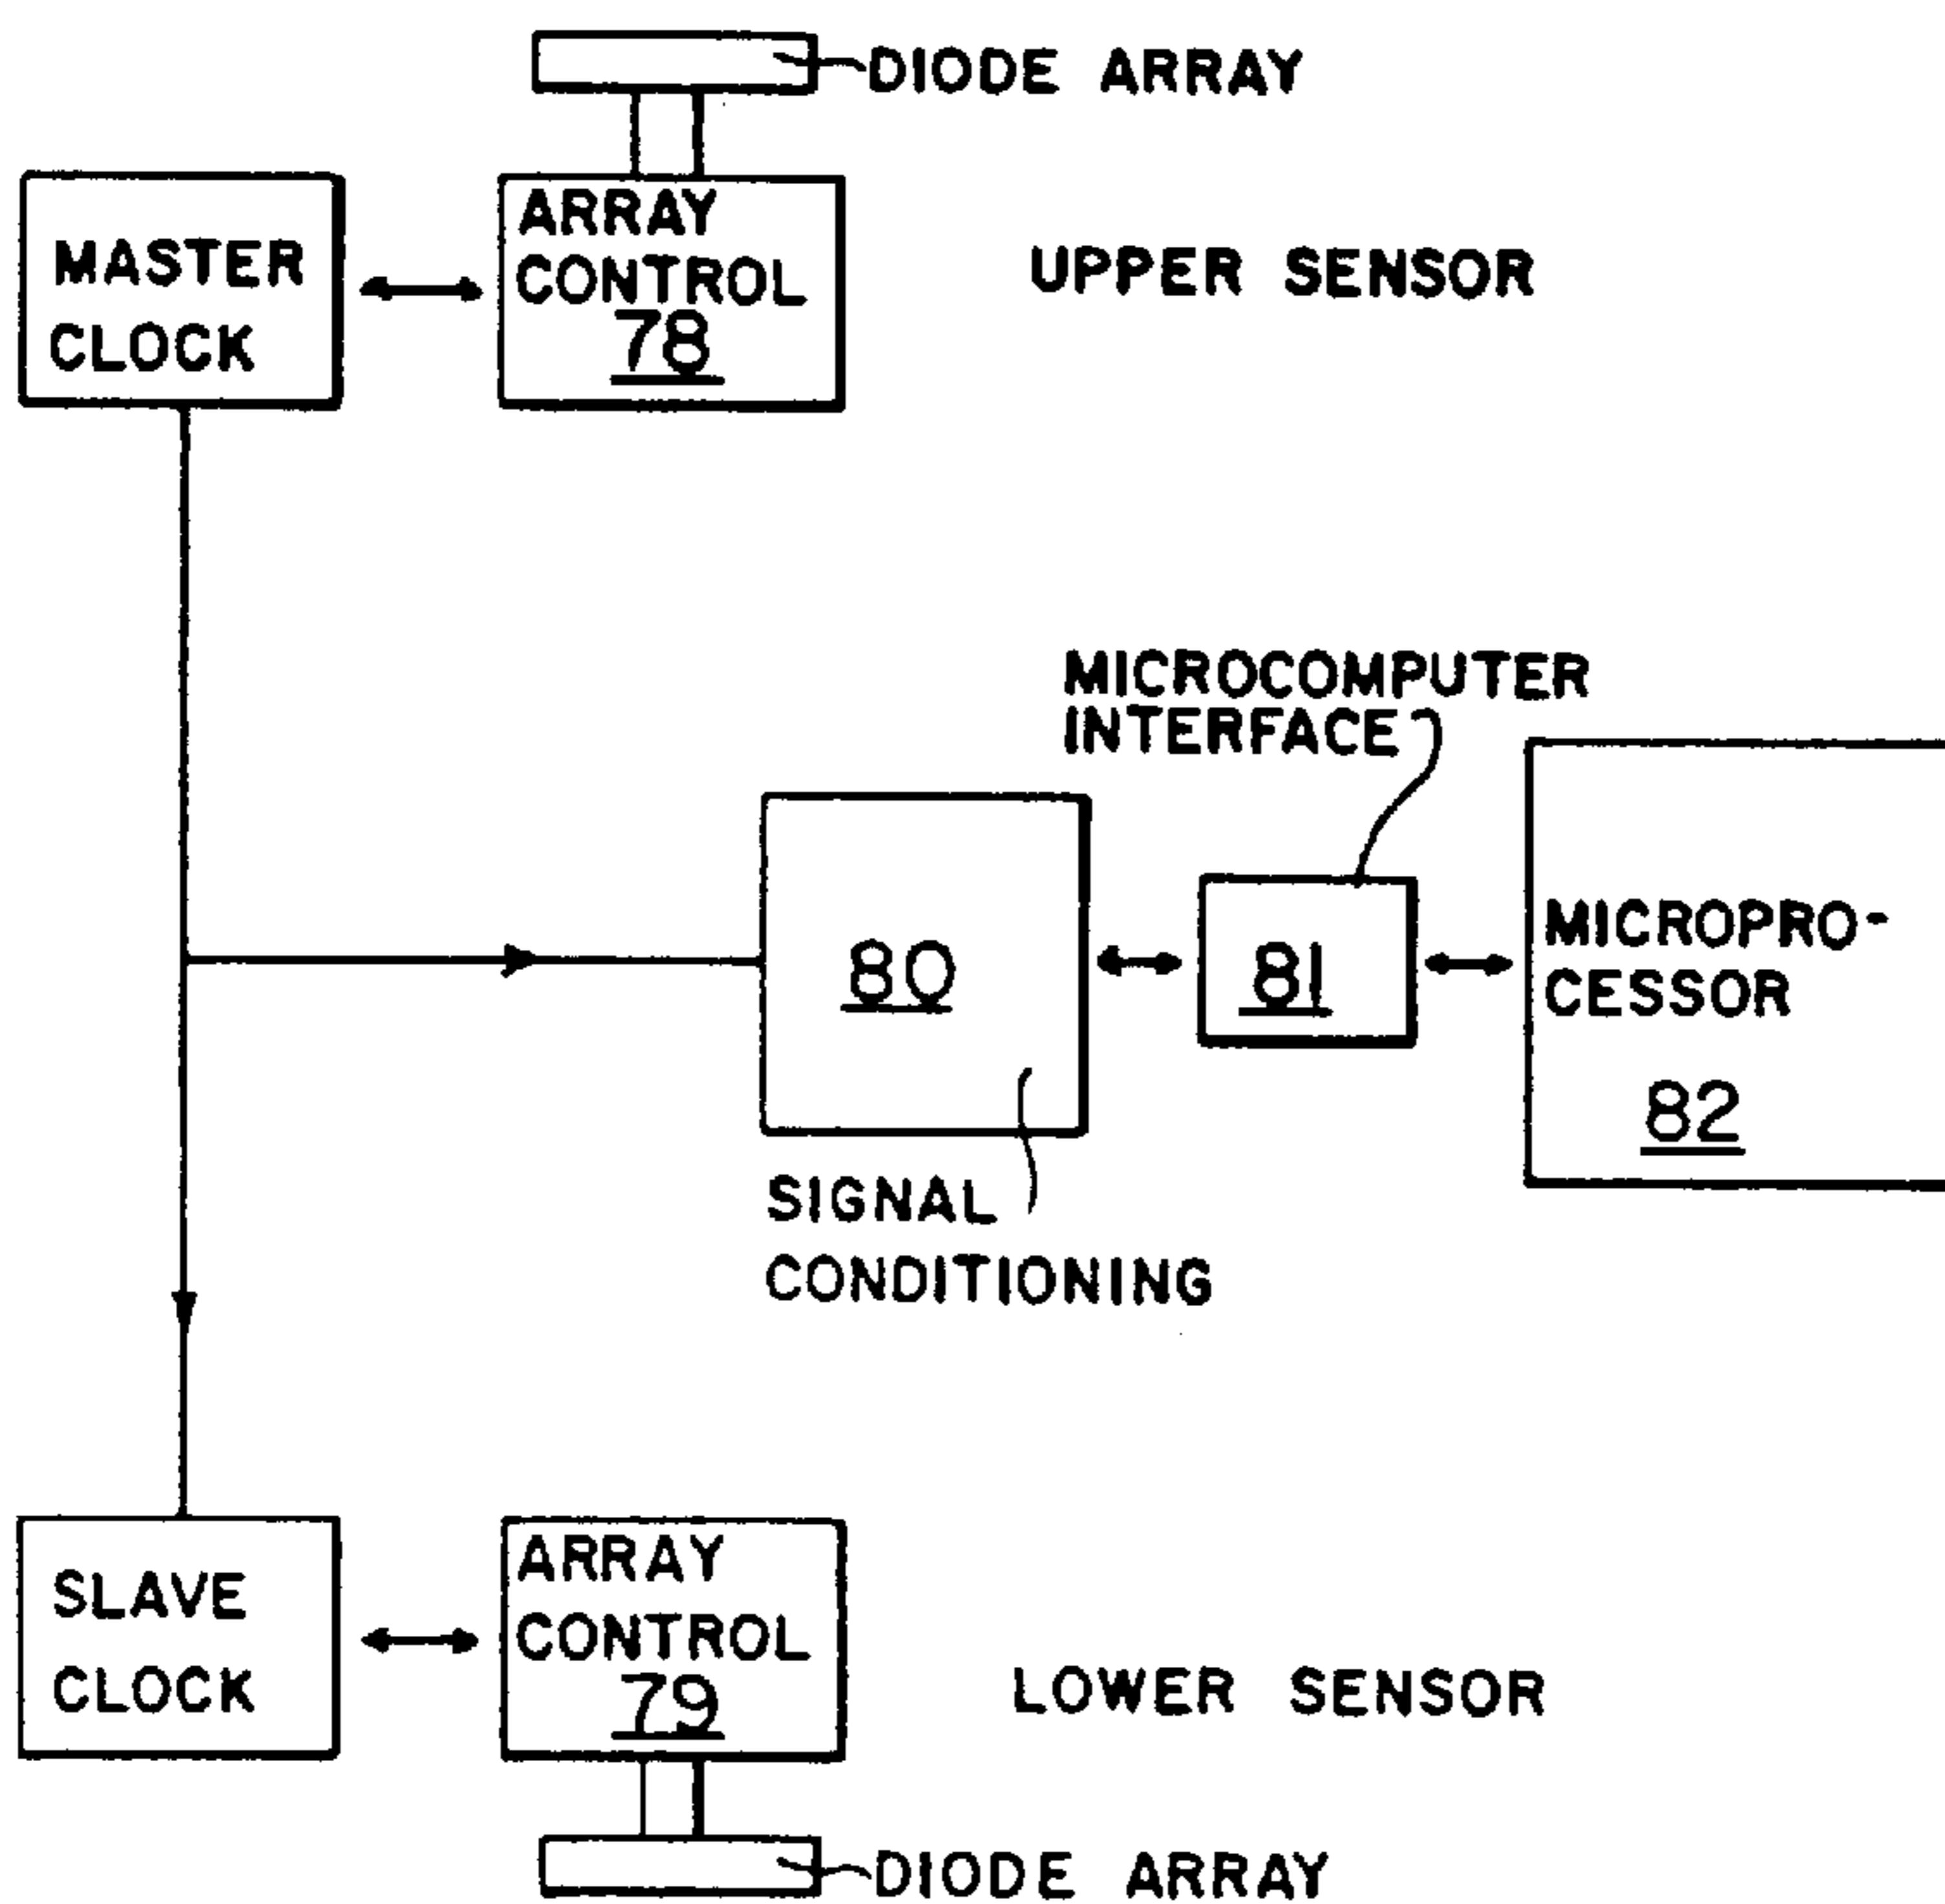 DIODE ARRAY
MASTER
CLOCK
ARRAY
CONTROL
78
UPPER SENSOR
MICROCOMPUTER
INTERFACE
80
81
MICROPRO-
CESSOR
82
SIGNAL
CONDITIONING
SLAVE
CLOCK
ARRAY
CONTROL
79
LOWER SENSOR
DIODE ARRAY